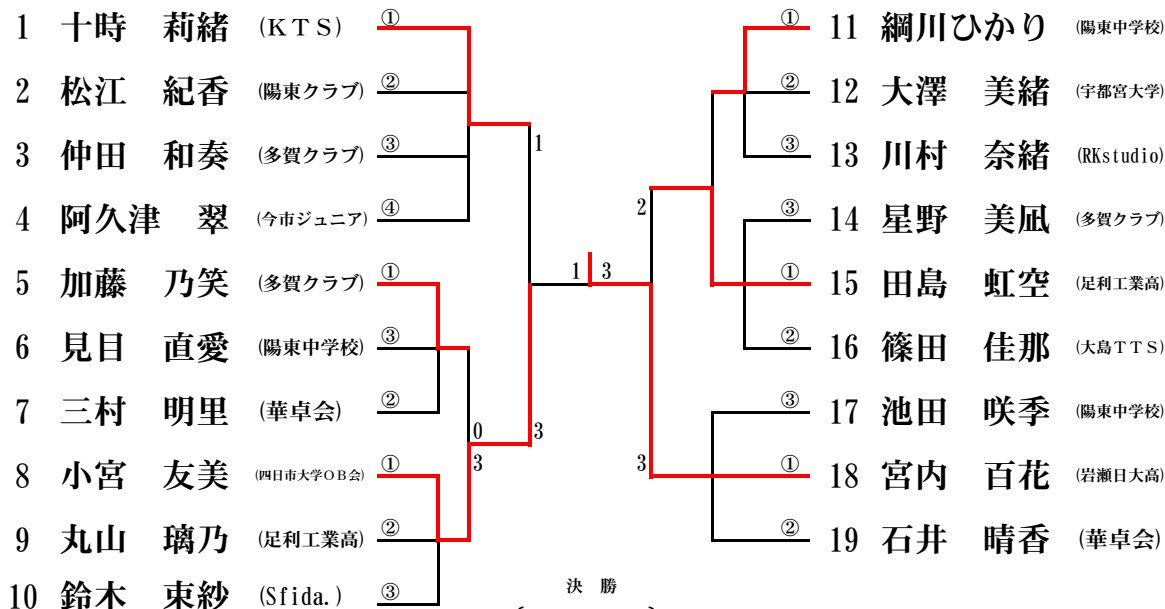 1 十時 莉緒 (ＫＴＳ) ①
2 松江 紀香 (陽東クラブ) ②
3 仲田 和奏 (多賀クラブ) ③
4 阿久津 翠 (今市ジュニア) ④
5 加藤 乃笑 (多賀クラブ) ①
6 見目 直愛 (陽東中学校) ③
7 三村 明里 (華卓会) ②
8 小宮 友美 (四日市大学ＯＢ会) ①
9 丸山 璃乃 (足利工業高) ②
10 鈴木 束紗 (Sfida.) ③
1
0
3
3
1 3
2
3
① 11 綱川ひかり (陽東中学校)
② 12 大澤 美緒 (宇都宮大学)
③ 13 川村 奈緒 (RKstudio)
③ 14 星野 美凪 (多賀クラブ)
① 15 田島 虹空 (足利工業高)
② 16 篠田 佳那 (大島ＴＴＳ)
③ 17 池田 咲季 (陽東中学校)
① 18 宮内 百花 (岩瀬日大高)
② 19 石井 晴香 (華卓会)
決 勝